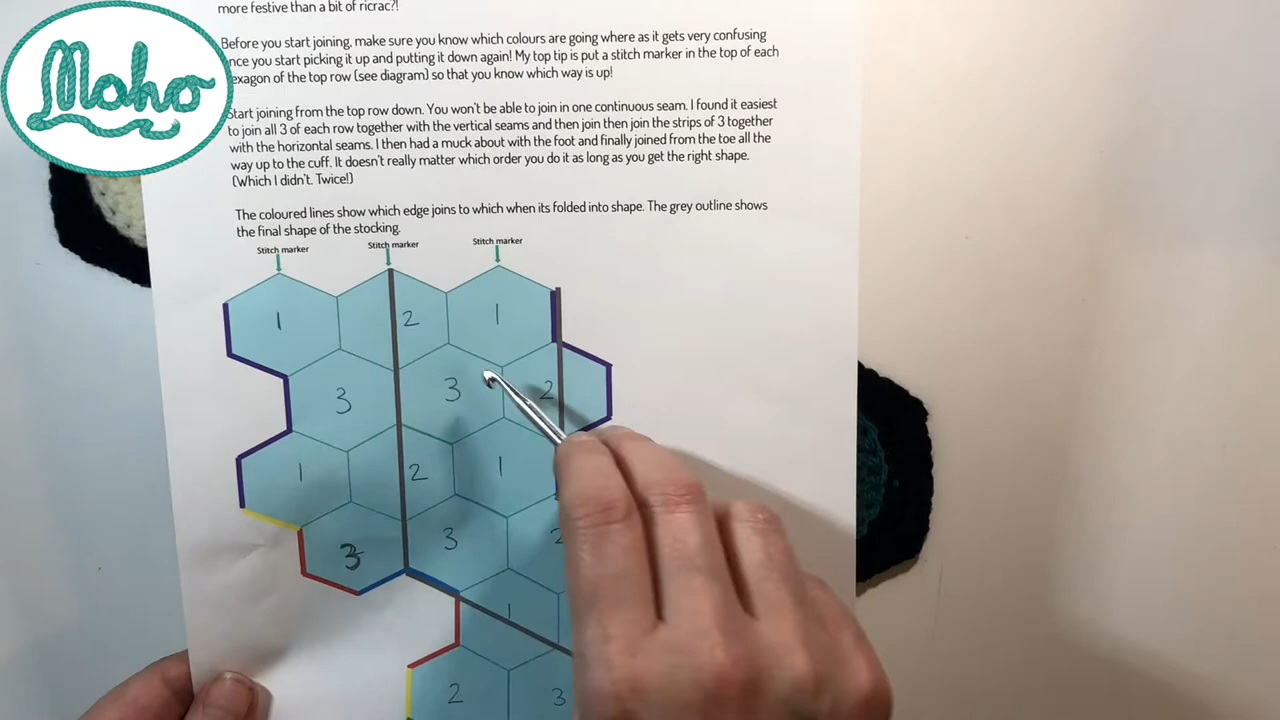 Moho
more festive than a bit of ricrac?!
Before you start joining, make sure you know which colours are going where as it gets very confusing
once you start picking it up and putting it down again! My top tip is put a stitch marker in the top of each
hexagon of the top row (see diagram) so that you know which way is up!
Start joining from the top row down. You won't be able to join in one continuous seam. I found it easiest
to join all 3 of each row together with the vertical seams and then join then join the strips of 3 together
with the horizontal seams. I then had a muck about with the foot and finally joined from the toe all the
way up to the cuff. It doesn't really matter which order you do it as long as you get the right shape.
(Which I didn't. Twice!)
The coloured lines show which edge joins to which when its folded into shape. The grey outline shows
the final shape of the stocking.
Stitch marker Stitch marker Stitch marker
1 2 1
3 3 2
1 2 1
3 3 2
1
2 3